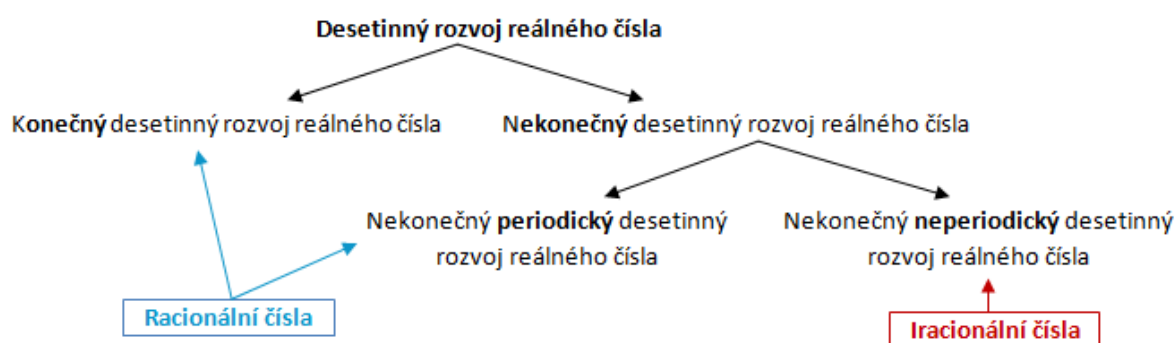 Desetinný rozvoj reálného čísla
Konečný desetinný rozvoj reálného čísla
Nekonečný desetinný rozvoj reálného čísla
Nekonečný periodický desetinný
rozvoj reálného čísla
Nekonečný neperiodický desetinný
rozvoj reálného čísla
Racionální čísla
Iracionální čísla